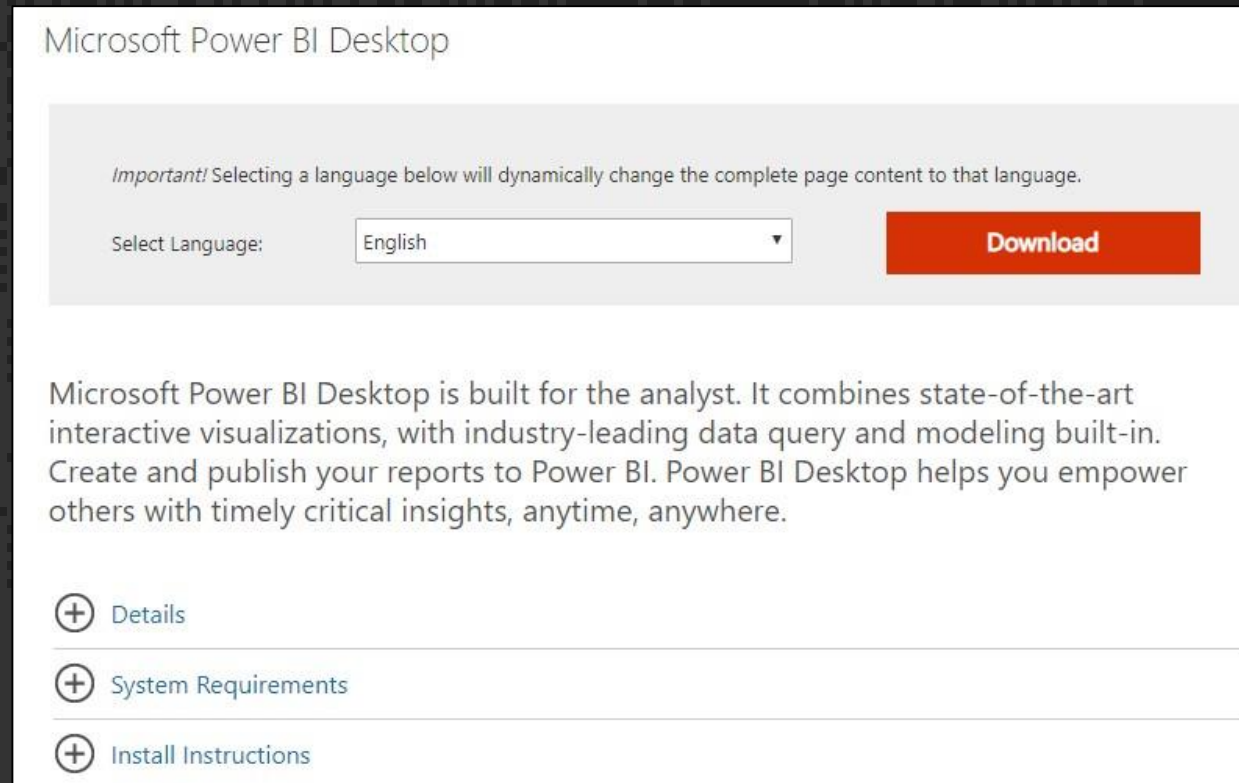 Microsoft Power BI Desktop
Important! Selecting a language below will dynamically change the complete page content to that language.
Select Language:
English
Download
Microsoft Power BI Desktop is built for the analyst. It combines state-of-the-art
interactive visualizations, with industry-leading data query and modeling built-in.
Create and publish your reports to Power BI. Power BI Desktop helps you empower
others with timely critical insights, anytime, anywhere.
Details
System Requirements
Install Instructions